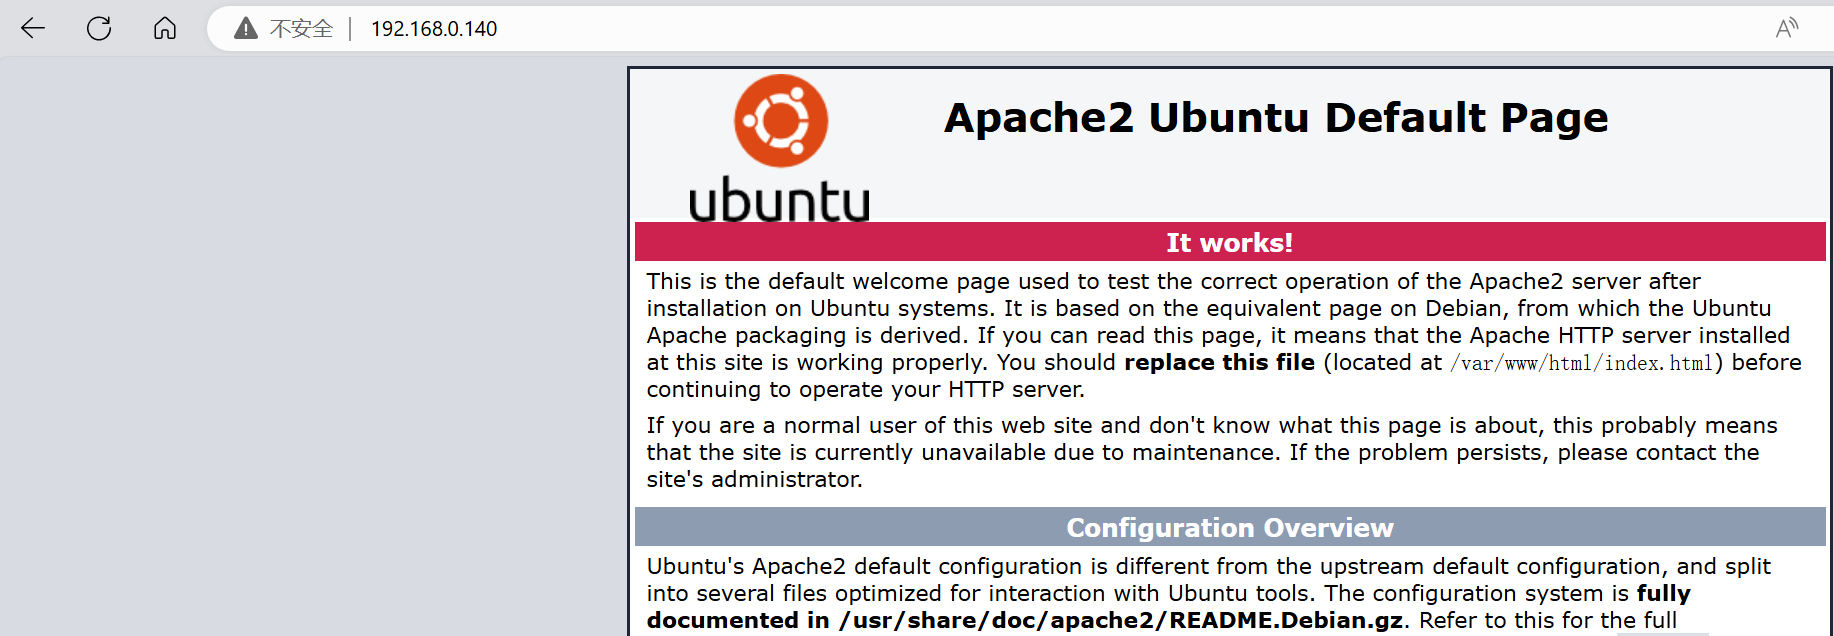 不安全 | 192.168.0.140
ubuntu
Apache2 Ubuntu Default Page
It works!
This is the default welcome page used to test the correct operation of the Apache2 server after
installation on Ubuntu systems. It is based on the equivalent page on Debian, from which the Ubuntu
Apache packaging is derived. If you can read this page, it means that the Apache HTTP server installed
at this site is working properly. You should replace this file (located at /var/www/html/index.html) before
continuing to operate your HTTP server.
If you are a normal user of this web site and don't know what this page is about, this probably means
that the site is currently unavailable due to maintenance. If the problem persists, please contact the
site's administrator.
Configuration Overview
Ubuntu's Apache2 default configuration is different from the upstream default configuration, and split
into several files optimized for interaction with Ubuntu tools. The configuration system is fully
documented in /usr/share/doc/apache2/README.Debian.gz. Refer to this for the full